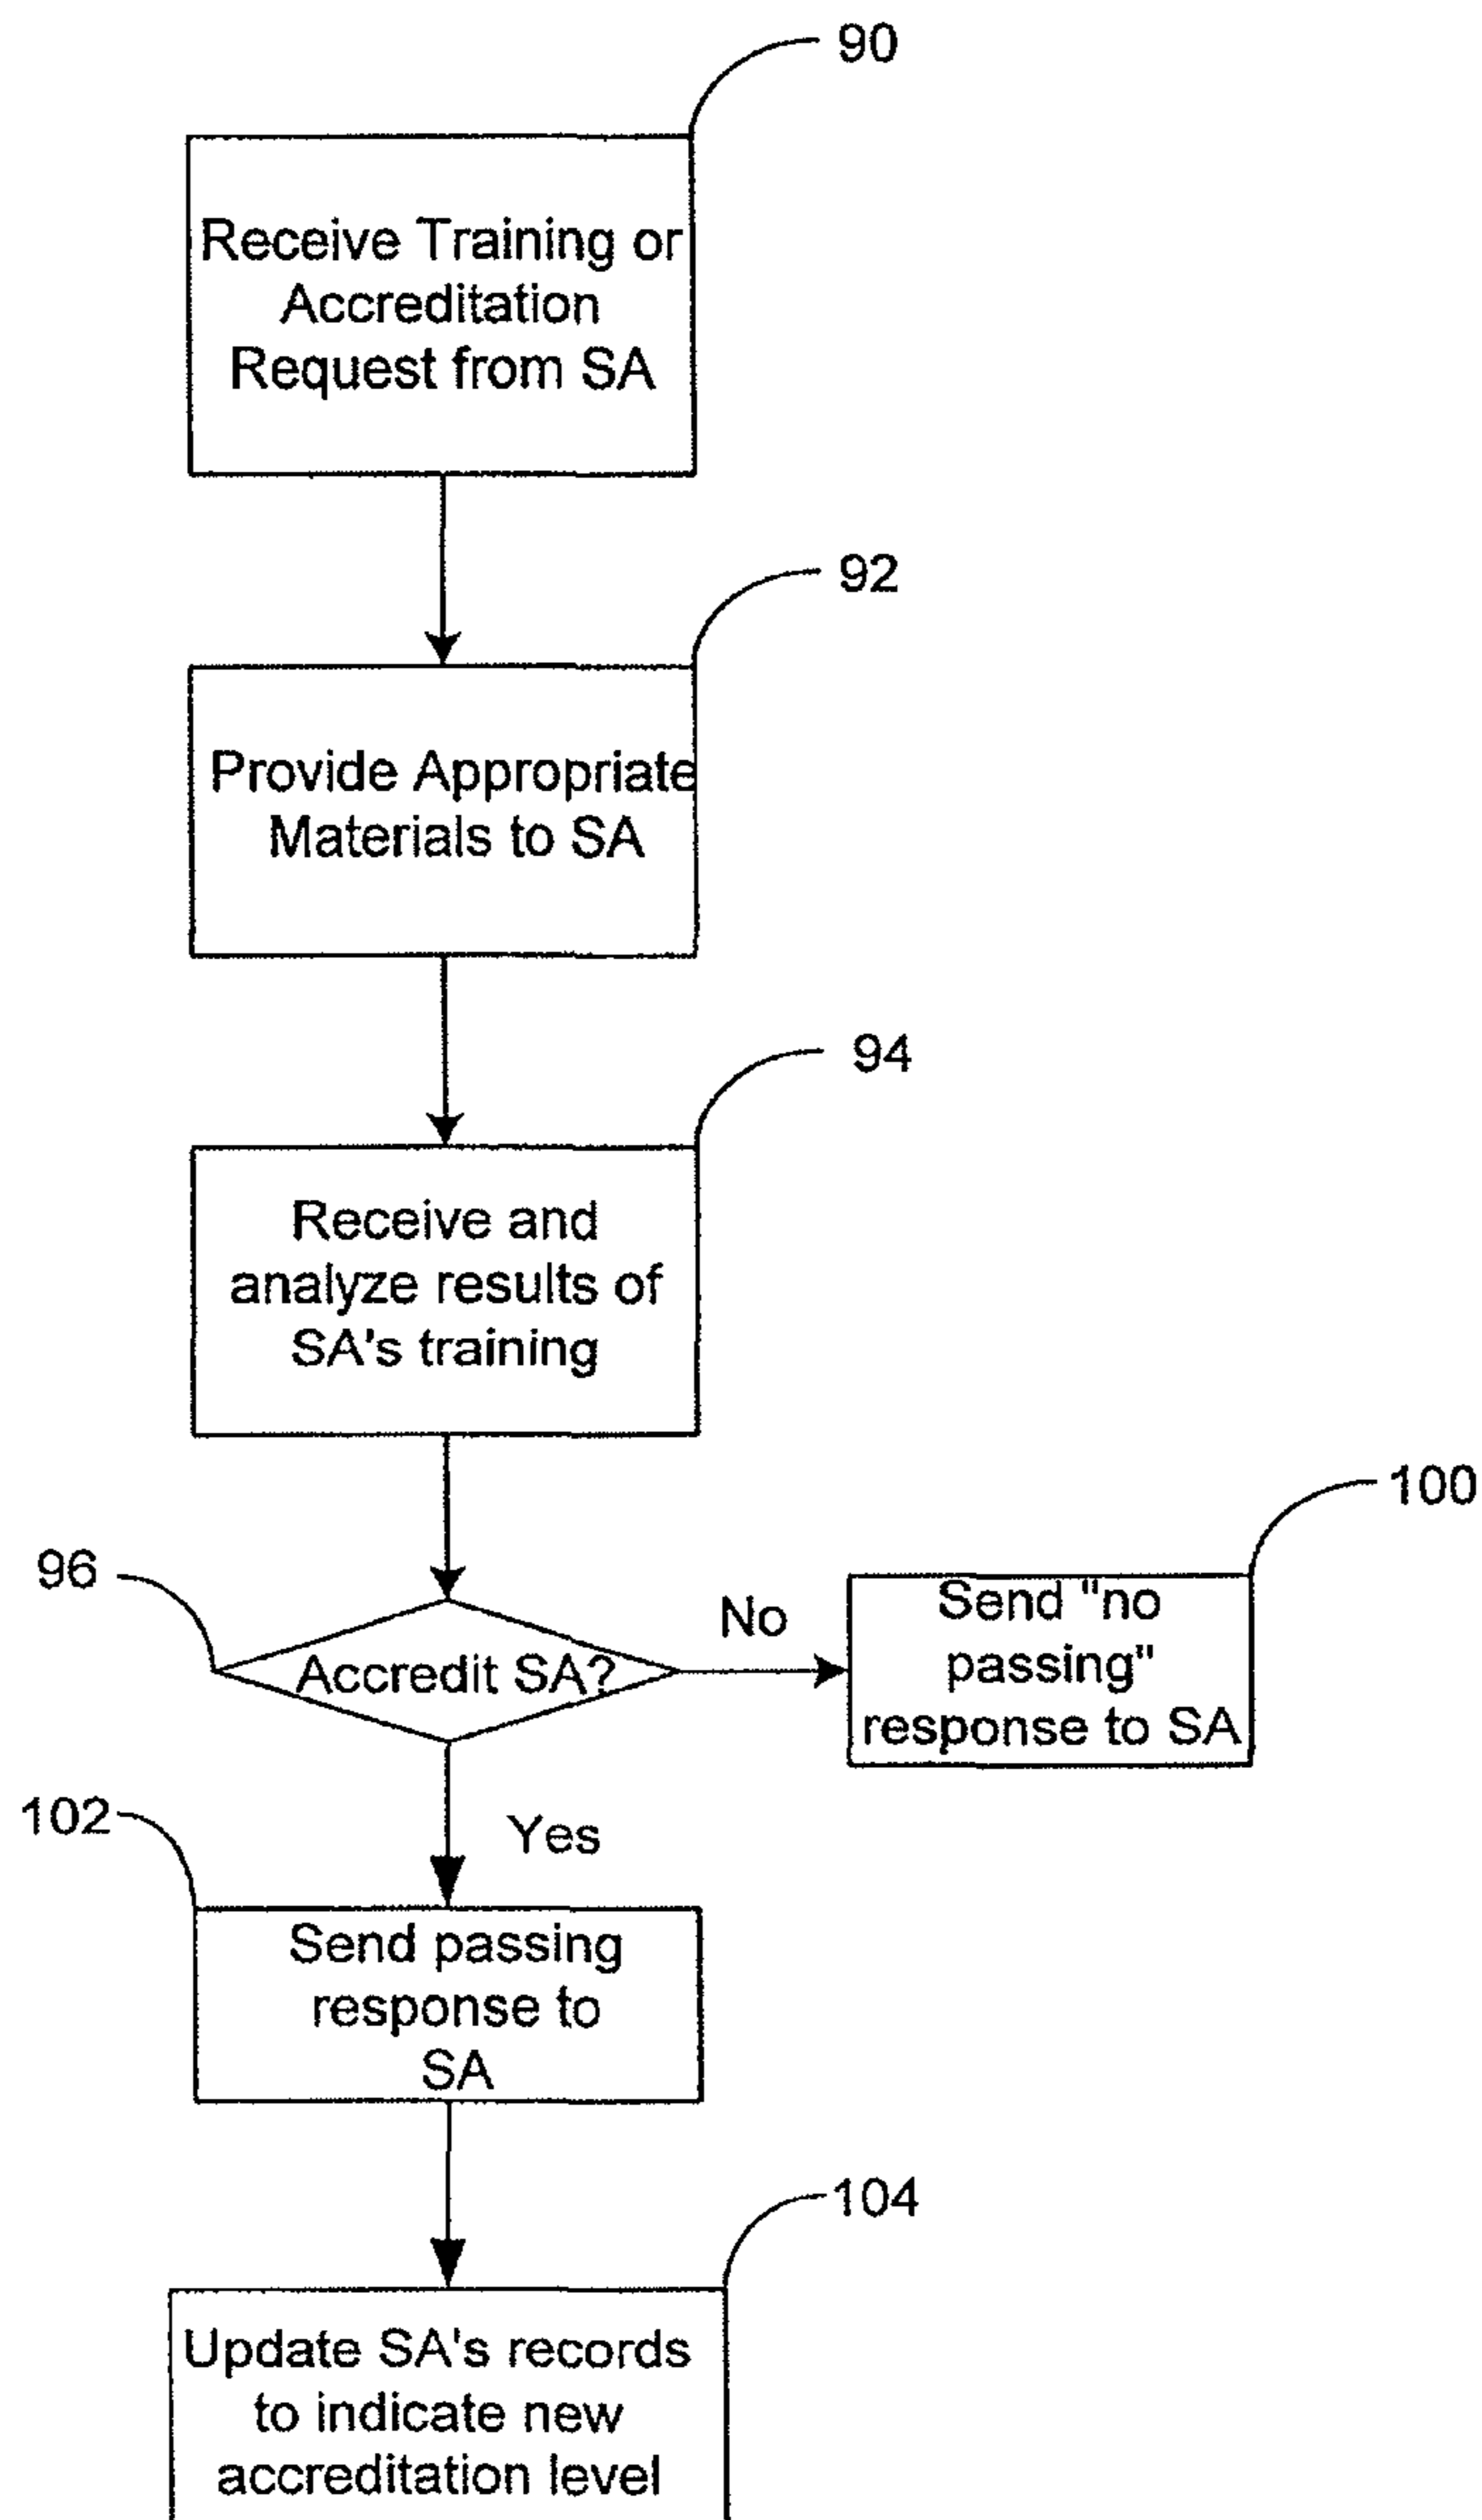 90
Receive Training or
Accreditation
Request from SA
92
Provide Appropriate
Materials to SA
94
Receive and
analyze results of
SA's training
96
Accredit SA?
No
100
Send "no
passing"
response to SA
Yes
102
Send passing
response to
SA
104
Update SA's records
to indicate new
accreditation level